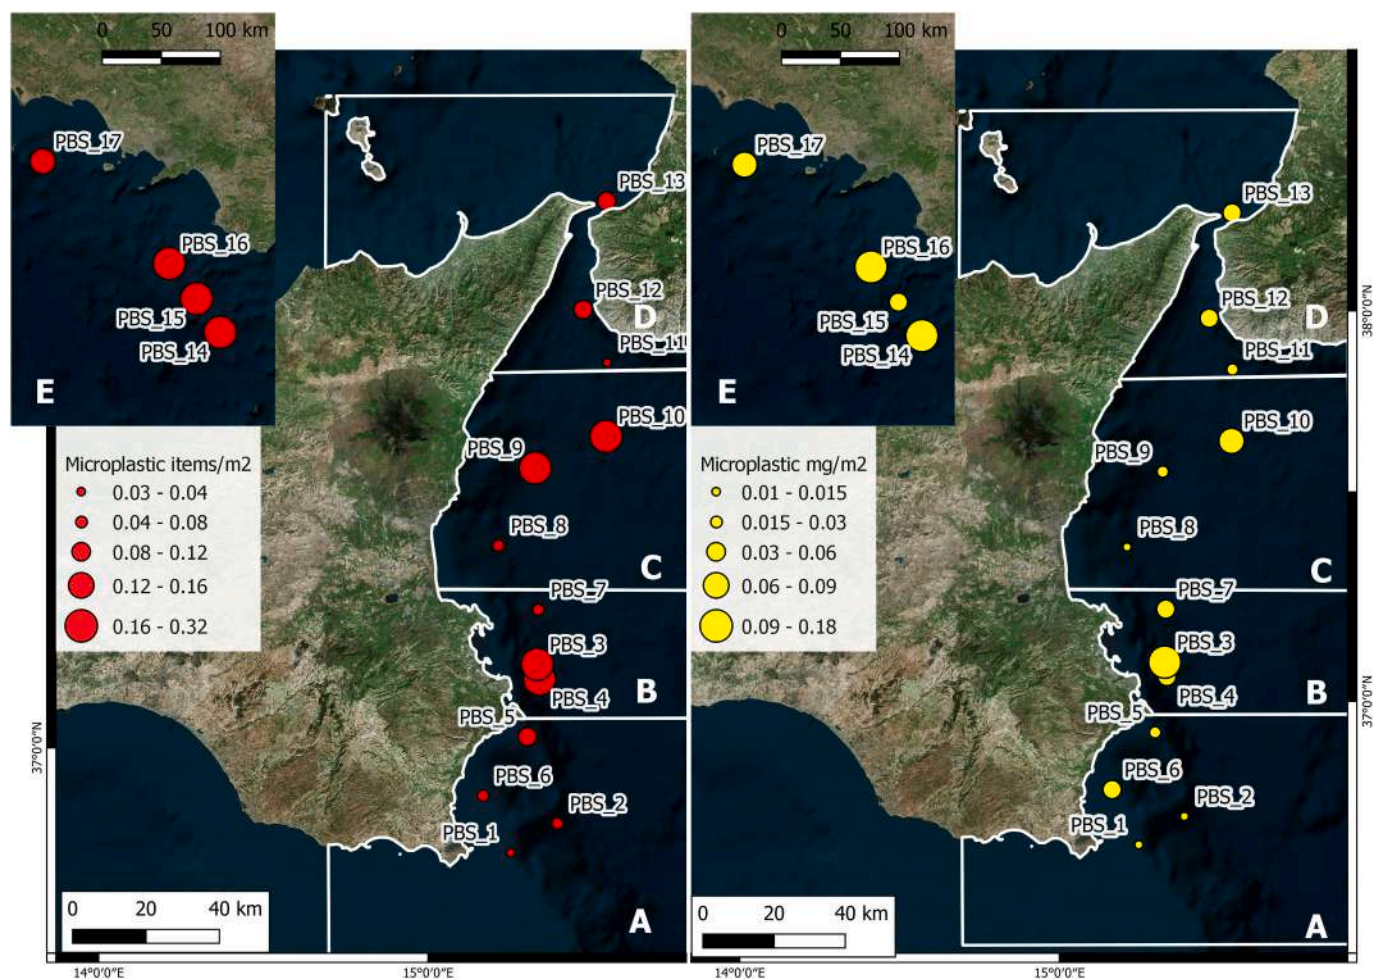 0 50 100 km
PBS_17
PBS_16
PBS_15
PBS_14
E
PBS_13
PBS_12
D
PBS_11
PBS_10
PBS_9
PBS_8
C
PBS_7
PBS_3
PBS_4
B
PBS_5
PBS_6
PBS_2
PBS_1
A
Microplastic items/m2
0.03 - 0.04
0.04 - 0.08
0.08 - 0.12
0.12 - 0.16
0.16 - 0.32
37°0'0"N
0 20 40 km
14°0'0"E 15°0'0"E
0 50 100 km
PBS_17
PBS_16
PBS_15
PBS_14
E
PBS_13
PBS_12
D
PBS_11
PBS_10
PBS_9
PBS_8
C
PBS_7
PBS_3
PBS_4
B
PBS_5
PBS_6
PBS_2
PBS_1
A
Microplastic mg/m2
0.01 - 0.015
0.015 - 0.03
0.03 - 0.06
0.06 - 0.09
0.09 - 0.18
38°0'0"N
37°0'0"N
0 20 40 km
14°0'0"E 15°0'0"E